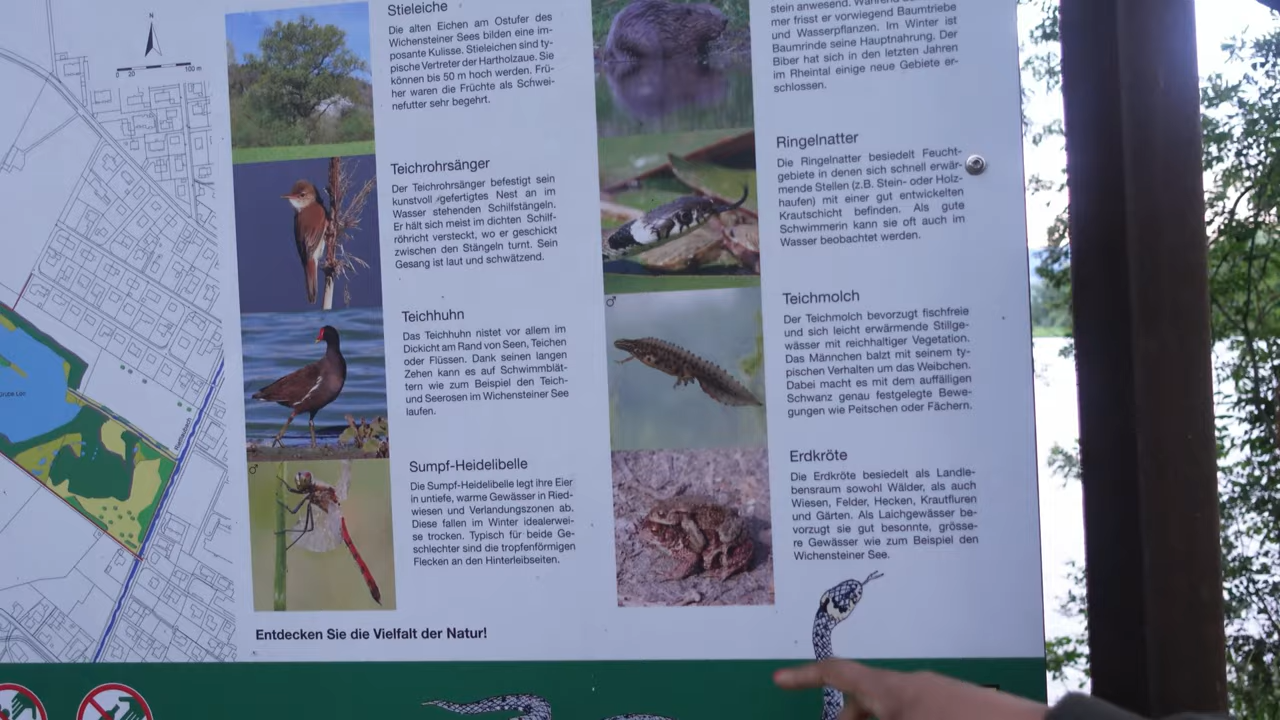 N
0 20 100 m
Stieleiche
Die alten Eichen am Ostufer des
Wichensteiner Sees bilden eine im-
posante Kulisse. Stieleichen sind ty-
pische Vertreter der Hartholzaue. Sie
können bis 50 m hoch werden. Frü-
her waren die Früchte als Schwei-
nefutter sehr begehrt.
Teichrohrsänger
Der Teichrohrsänger befestigt sein
kunstvoll gefertigtes Nest an im
Wasser stehenden Schilfstängeln.
Er hält sich meist im dichten Schilf-
röhricht versteckt, wo er geschickt
zwischen den Stängeln turnt. Sein
Gesang ist laut und schwätzend.
Teichhuhn
Das Teichhuhn nistet vor allem im
Dickicht am Rand von Seen, Teichen
oder Flüssen. Dank seinen langen
Zehen kann es auf Schwimmblät-
tern wie zum Beispiel den Teich-
und Seerosen im Wichensteiner See
laufen.
♂
Sumpf-Heidelibelle
Die Sumpf-Heidelibelle legt ihre Eier
in untiefe, warme Gewässer in Ried-
wiesen und Verlandungszonen ab.
Diese fallen im Winter idealerwei-
se trocken. Typisch für beide Ge-
schlechter sind die tropfenförmigen
Flecken an den Hinterleibseiten.
Entdecken Sie die Vielfalt der Natur!
stein anwesend. Während
mer frisst er vorwiegend Baumtriebe
und Wasserpflanzen. Im Winter ist
Baumrinde seine Hauptnahrung. Der
Biber hat sich in den letzten Jahren
im Rheintal einige neue Gebiete er-
schlossen.
Ringelnatter
Die Ringelnatter besiedelt Feucht-
gebiete in denen sich schnell erwär-
mende Stellen (z.B. Stein- oder Holz-
haufen) mit einer gut entwickelten
Krautschicht befinden. Als gute
Schwimmerin kann sie oft auch im
Wasser beobachtet werden.
♂
Teichmolch
Der Teichmolch bevorzugt fischfreie
und sich leicht erwärmende Stillge-
wässer mit reichhaltiger Vegetation.
Das Männchen balzt mit seinem ty-
pischen Verhalten um das Weibchen.
Dabei macht es mit dem auffälligen
Schwanz genau festgelegte Bewe-
gungen wie Peitschen oder Fächern.
Erdkröte
Die Erdkröte besiedelt als Landle-
bensraum sowohl Wälder, als auch
Wiesen, Felder, Hecken, Krautfluren
und Gärten. Als Laichgewässer be-
vorzugt sie gut besonnte, grösse-
re Gewässer wie zum Beispiel den
Wichensteiner See.